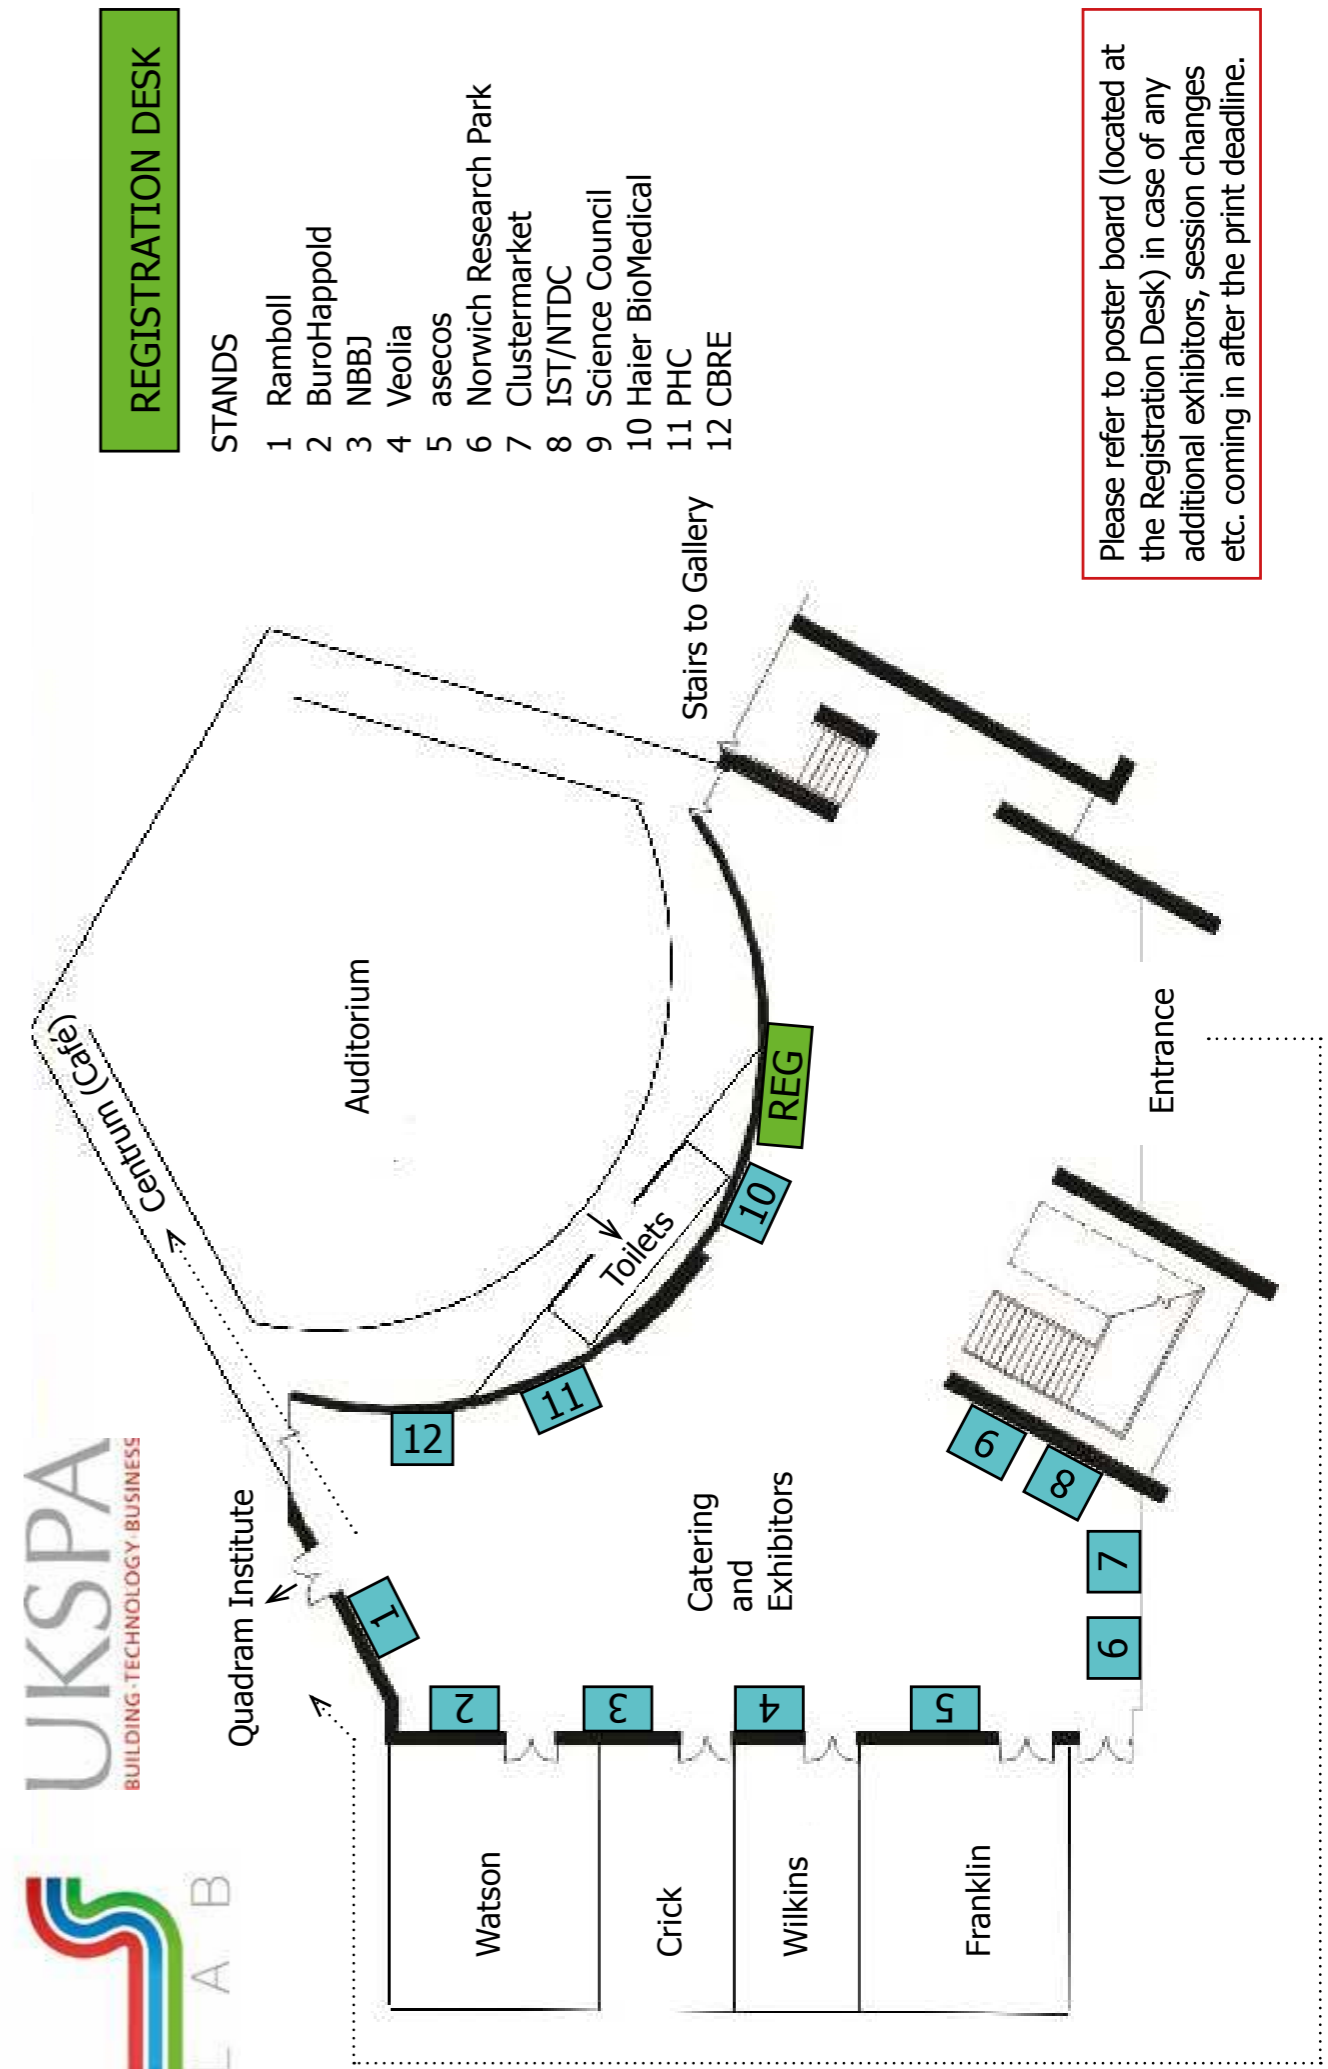 L A B
UKSPA
BUILDING·TECHNOLOGY·BUSINESS
REGISTRATION DESK
STANDS
1 Ramboll
2 BuroHappold
3 NBBJ
4 Veolia
5 asecos
6 Norwich Research Park
7 Clustermarket
8 IST/NTDC
9 Science Council
10 Haier BioMedical
11 PHC
12 CBRE
Quadram Institute
Centrum (Café)
Auditorium
Toilets
Stairs to Gallery
Watson
Crick
Wilkins
Franklin
1
2
3
4
5
6
7
8
9
10
11
12
REG
Catering
and
Exhibitors
Entrance
Please refer to poster board (located at
the Registration Desk) in case of any
additional exhibitors, session changes
etc. coming in after the print deadline.